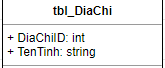 tbl_DiaChi
+ DiaChiID: int
+ TenTinh: string